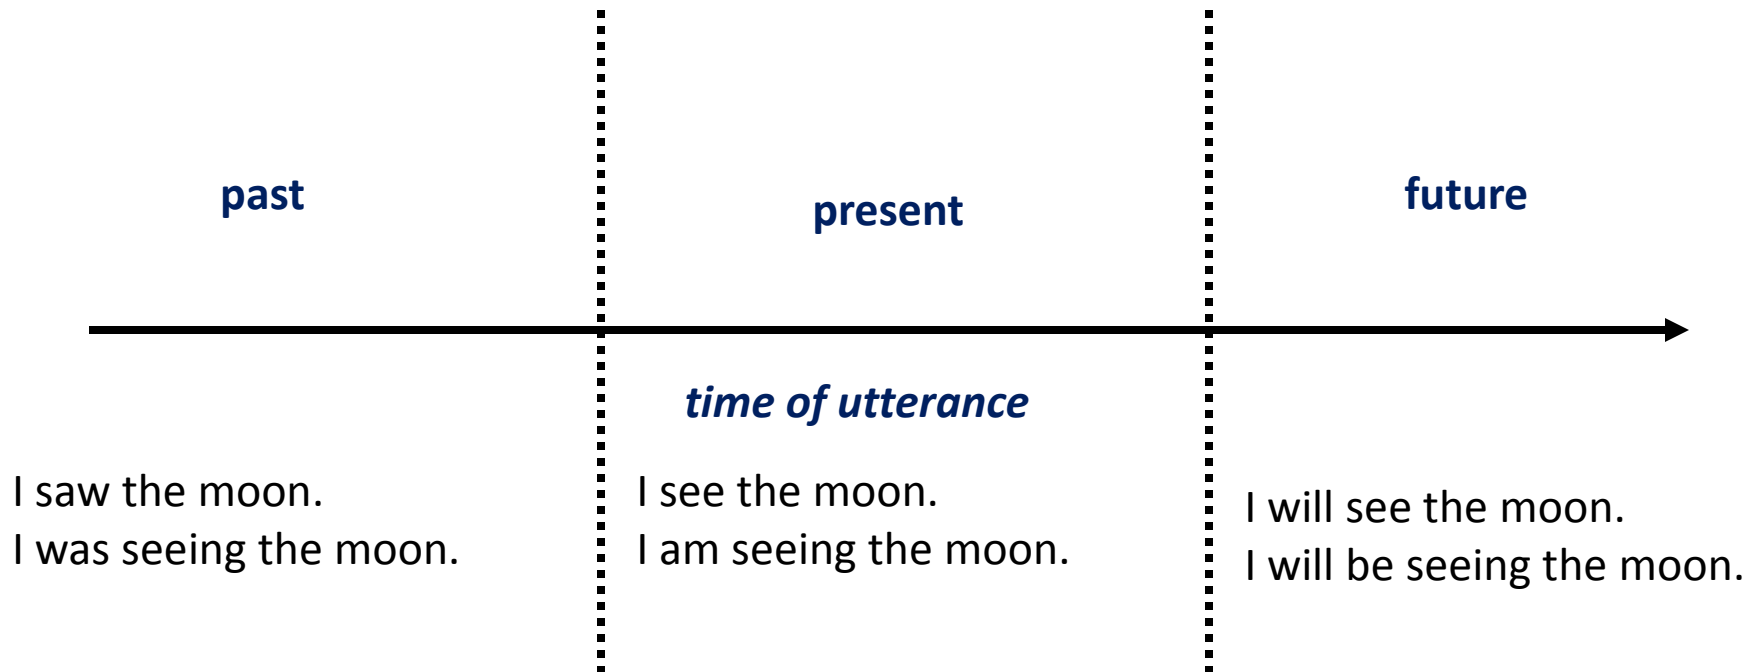 past
present
future
time of utterance
I saw the moon.
I was seeing the moon.
I see the moon.
I am seeing the moon.
I will see the moon.
I will be seeing the moon.